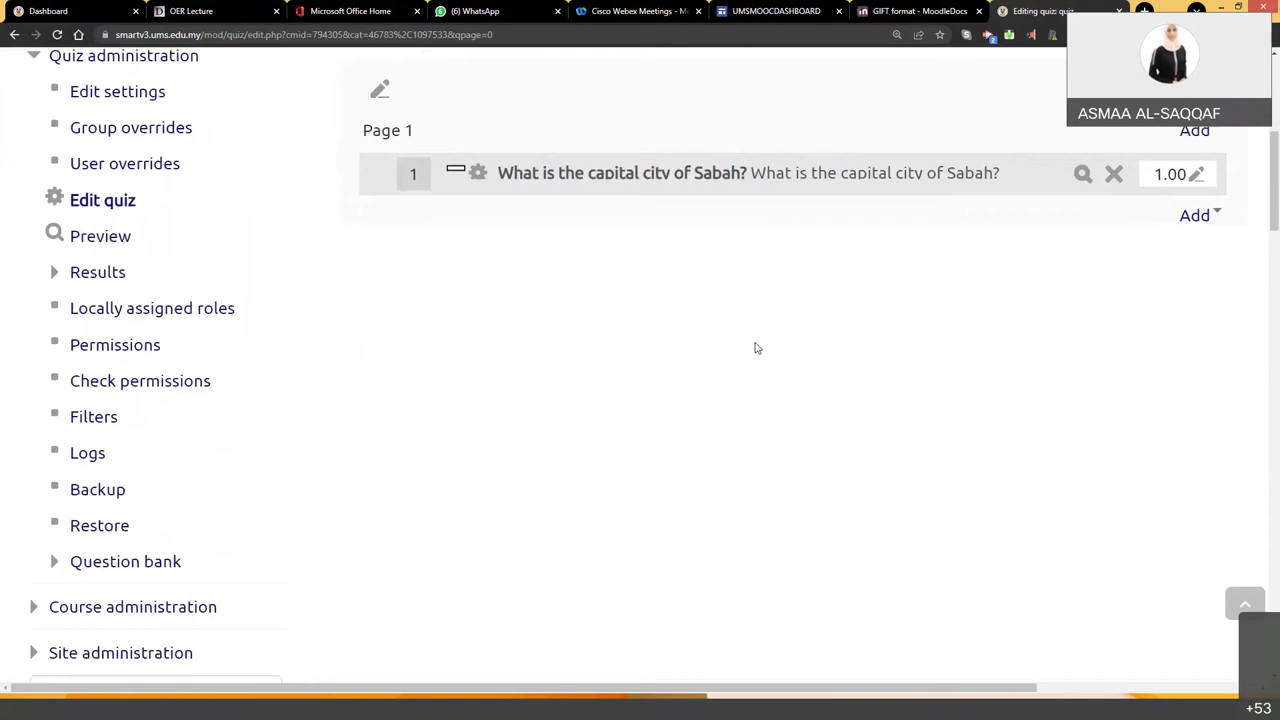 Dashboard
OER Lecture
Microsoft Office Home
(6) WhatsApp
Cisco Webex Meetings - M
UMSMOOCDASHBOARD
GIFT format - MoodleDocs
Editing quiz: quiz
smartv3.ums.edu.my/mod/quiz/edit.php?cmid=794305&cat=46783%2C1097533&qpage=0
ASMAA AL-SAQQAF
Quiz administration
Edit settings
Group overrides
User overrides
Edit quiz
Preview
Results
Locally assigned roles
Permissions
Check permissions
Filters
Logs
Backup
Restore
Question bank
Course administration
Site administration
Page 1
Add
1 What is the capital city of Sabah? What is the capital city of Sabah? 1.00
Add
+53